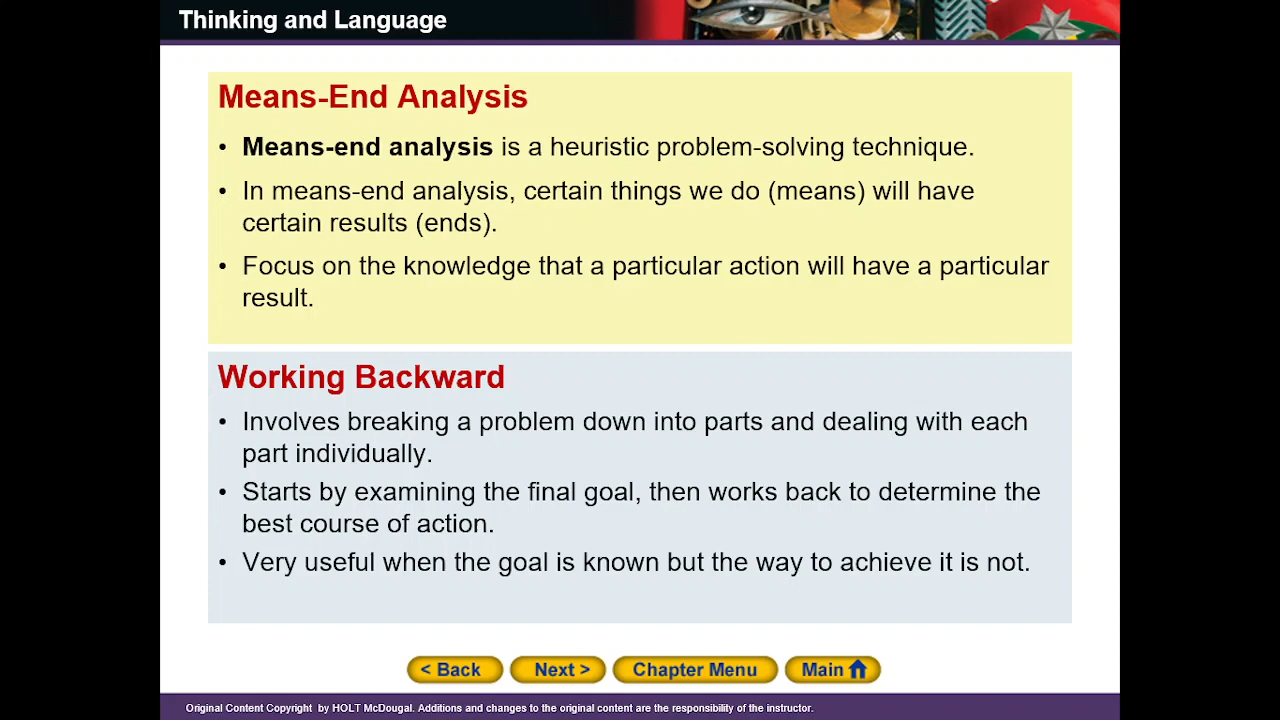 Thinking and Language
Means-End Analysis
• Means-end analysis is a heuristic problem-solving technique.
• In means-end analysis, certain things we do (means) will have
certain results (ends).
• Focus on the knowledge that a particular action will have a particular
result.
Working Backward
• Involves breaking a problem down into parts and dealing with each
part individually.
• Starts by examining the final goal, then works back to determine the
best course of action.
• Very useful when the goal is known but the way to achieve it is not.
< Back Next > Chapter Menu Main
Original Content Copyright by HOLT McDougal. Additions and changes to the original content are the responsibility of the instructor.